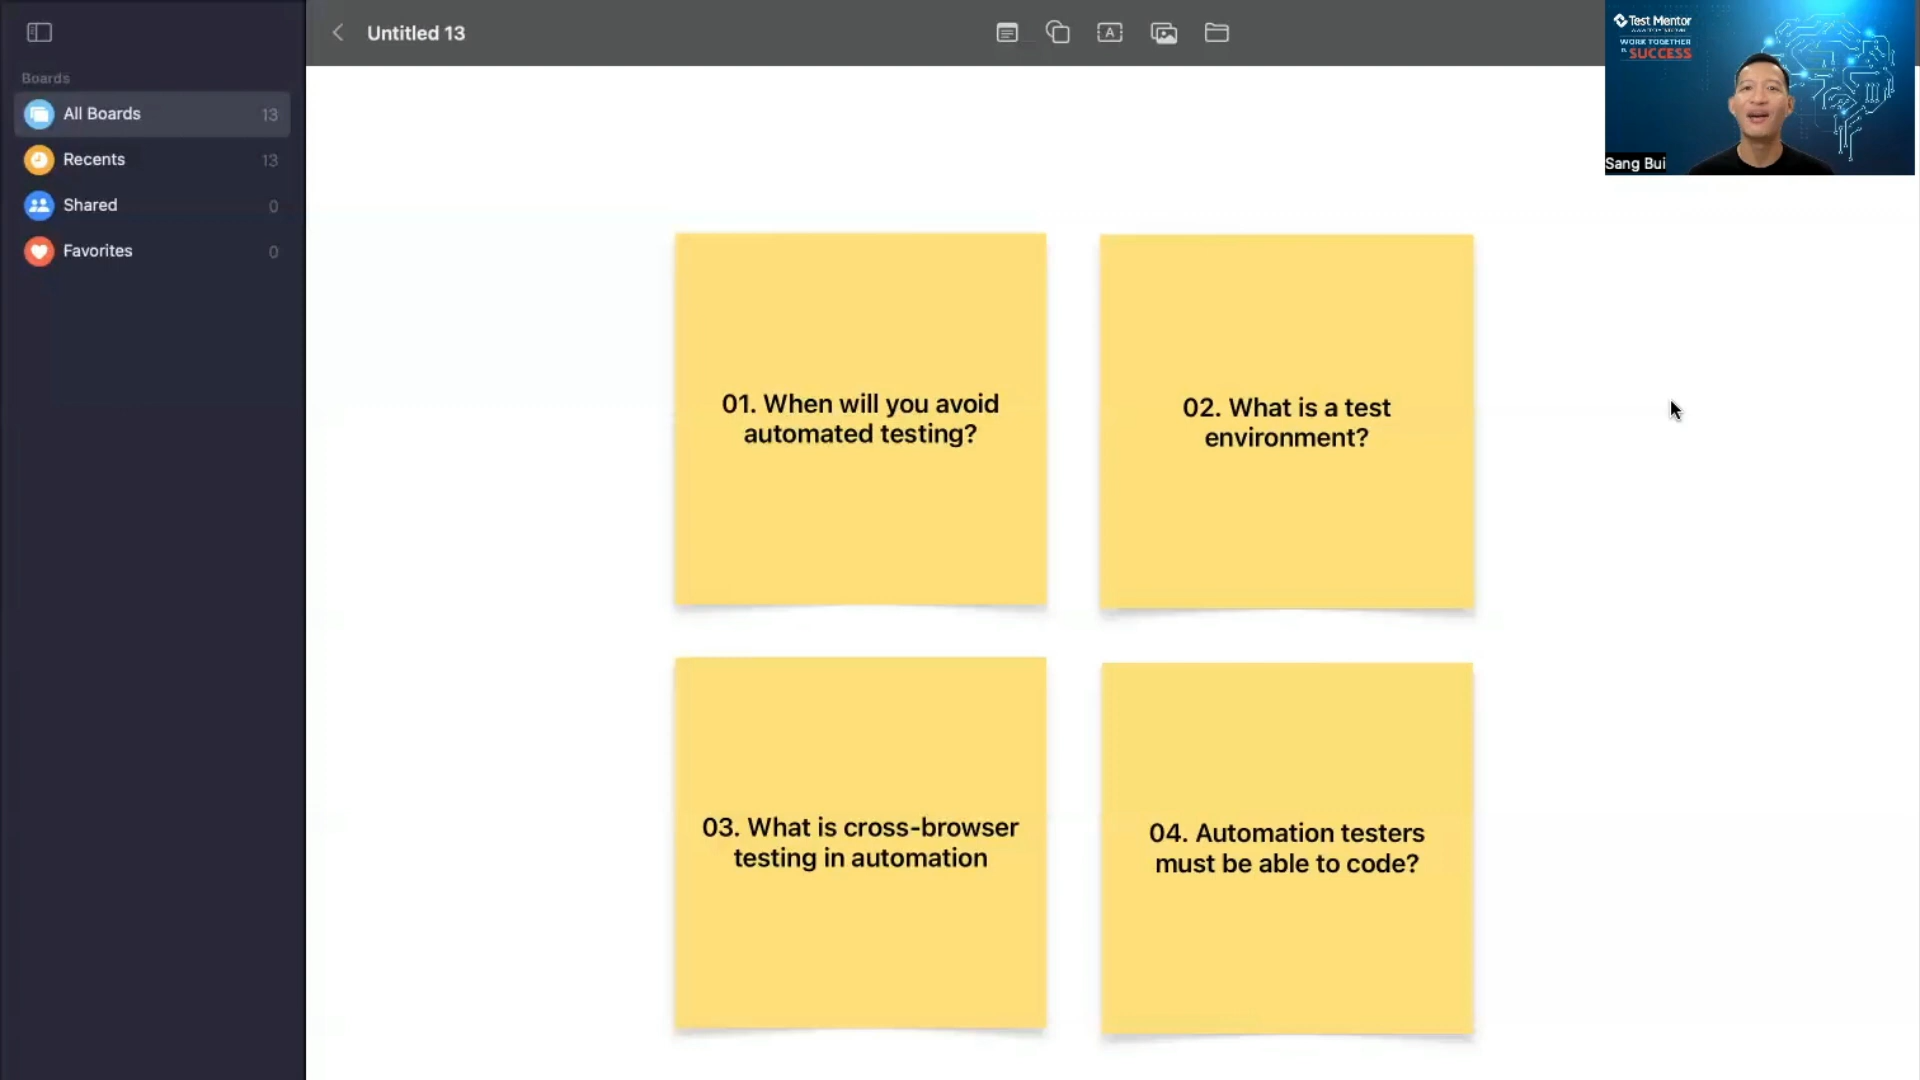 Untitled 13
Boards
All Boards 13
Recents 13
Shared 0
Favorites 0
A
Test Mentor
WORK TOGETHER
SUCCESS
Sang Bui
01. When will you avoid
automated testing?
02. What is a test
environment?
03. What is cross-browser
testing in automation
04. Automation testers
must be able to code?